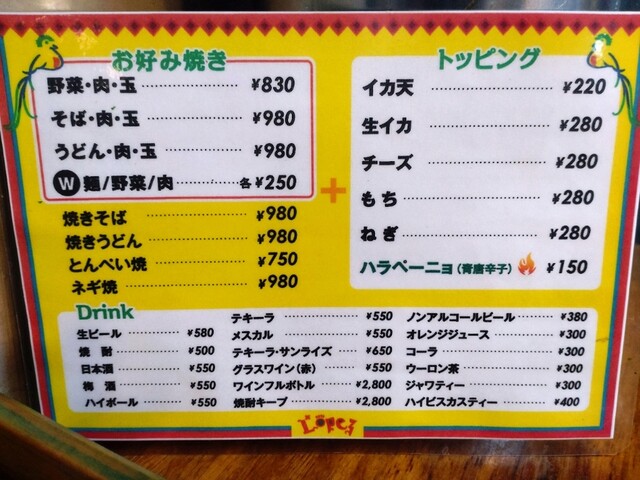 お好み焼き
野菜・肉・玉 ¥830
そば・肉・玉 ¥980
うどん・肉・玉 ¥980
W 麺/野菜/肉 各¥250
焼きそば ¥980
焼きうどん ¥980
とんぺい焼 ¥750
ネギ焼 ¥980
+
トッピング
イカ天 ¥220
生イカ ¥280
チーズ ¥280
もち ¥280
ねぎ ¥280
ハラペーニョ(青唐辛子) ¥150
Drink
生ビール ¥580
焼酎 ¥500
日本酒 ¥550
梅酒 ¥550
ハイボール ¥550
テキーラ ¥550
メスカル ¥550
テキーラ・サンライズ ¥650
グラスワイン(赤) ¥550
ワインフルボトル ¥2,800
焼酎キープ ¥2,800
ノンアルコールビール ¥380
オレンジジュース ¥300
コーラ ¥300
ウーロン茶 ¥300
ジャワティー ¥300
ハイビスカスティー ¥400
Lopez